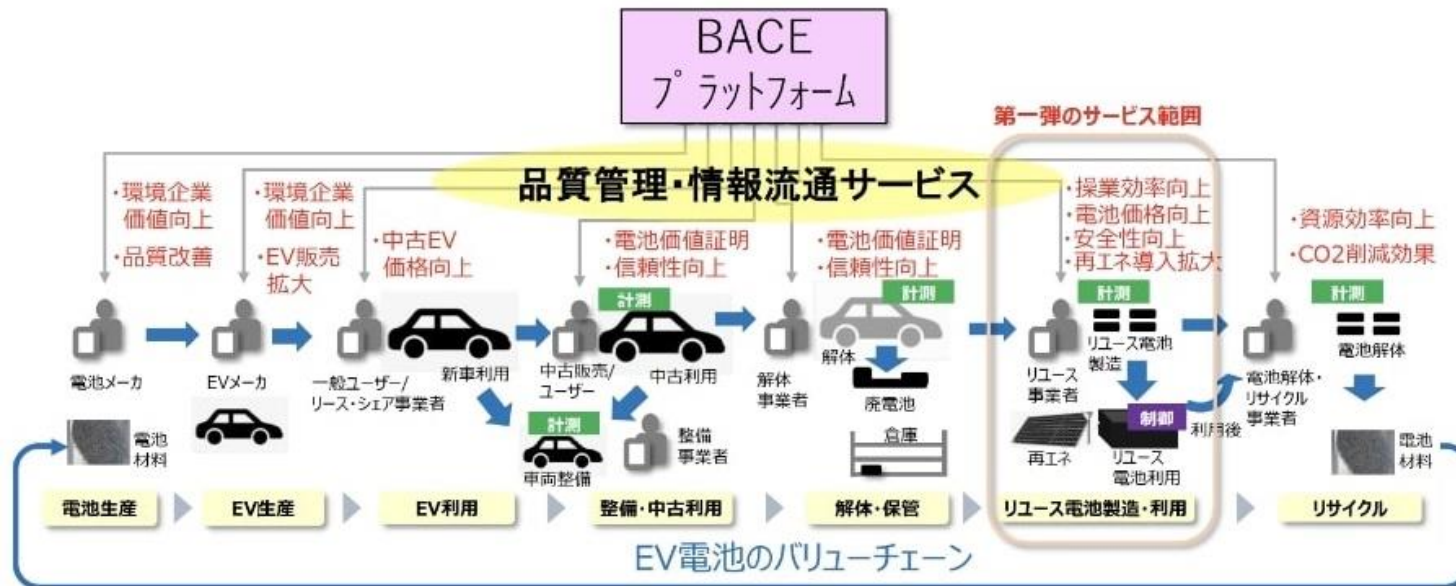 BACE
プラットフォーム
第一弾のサービス範囲
品質管理・情報流通サービス
・環境企業
価値向上
・品質改善
・環境企業
価値向上
・EV販売
拡大
・中古EV
価格向上
・電池価値証明
・信頼性向上
・電池価値証明
・信頼性向上
・操業効率向上
・電池価格向上
・安全性向上
・再エネ導入拡大
・資源効率向上
・CO2削減効果
電池メーカ
電池
材料
EVメーカ
一般ユーザー/
リース・シェア事業者
新車利用
計測
中古販売/
ユーザー
中古利用
計測
車両整備
整備
事業者
解体
事業者
計測
解体
廃電池
倉庫
リユース
事業者
計測
リユース電池
製造
再エネ
制御
リユース
電池利用
利用後
電池解体・
リサイクル
事業者
計測
電池解体
電池
材料
電池生産
EV生産
EV利用
整備・中古利用
解体・保管
リユース電池製造・利用
リサイクル
EV電池のバリューチェーン